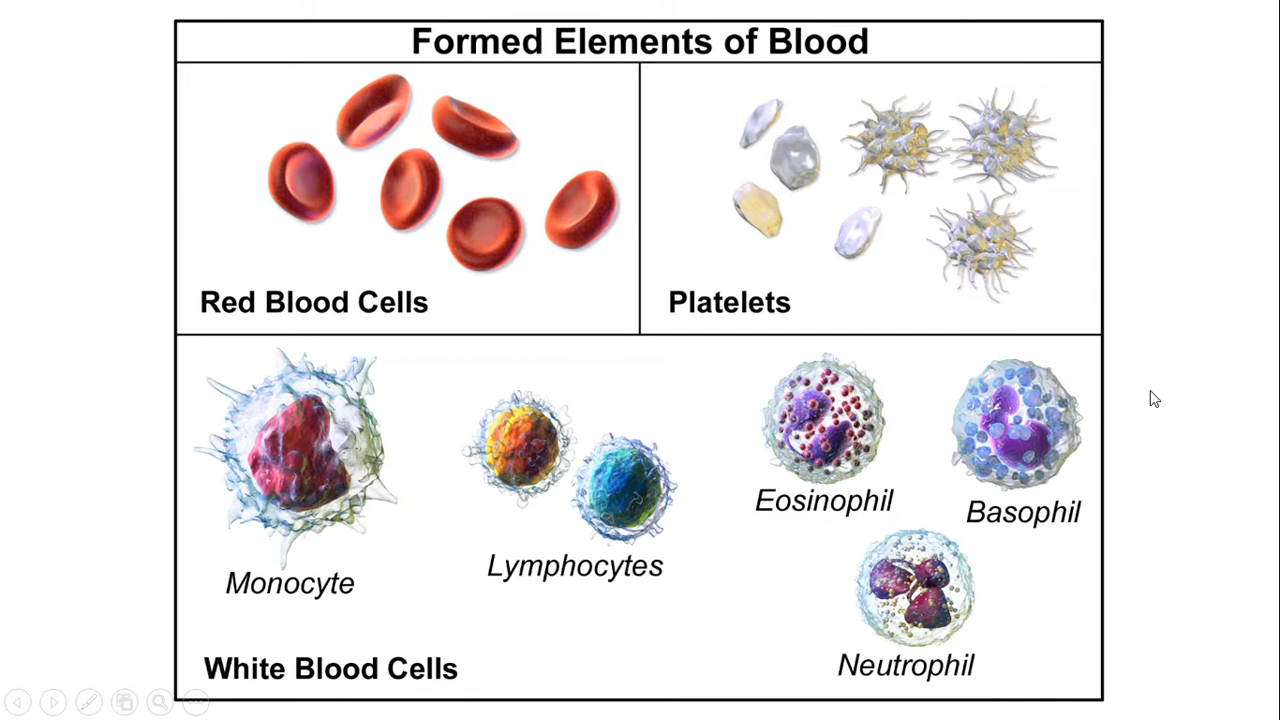 Formed Elements of Blood
Red Blood Cells
Platelets
Monocyte
Lymphocytes
Eosinophil
Basophil
Neutrophil
White Blood Cells